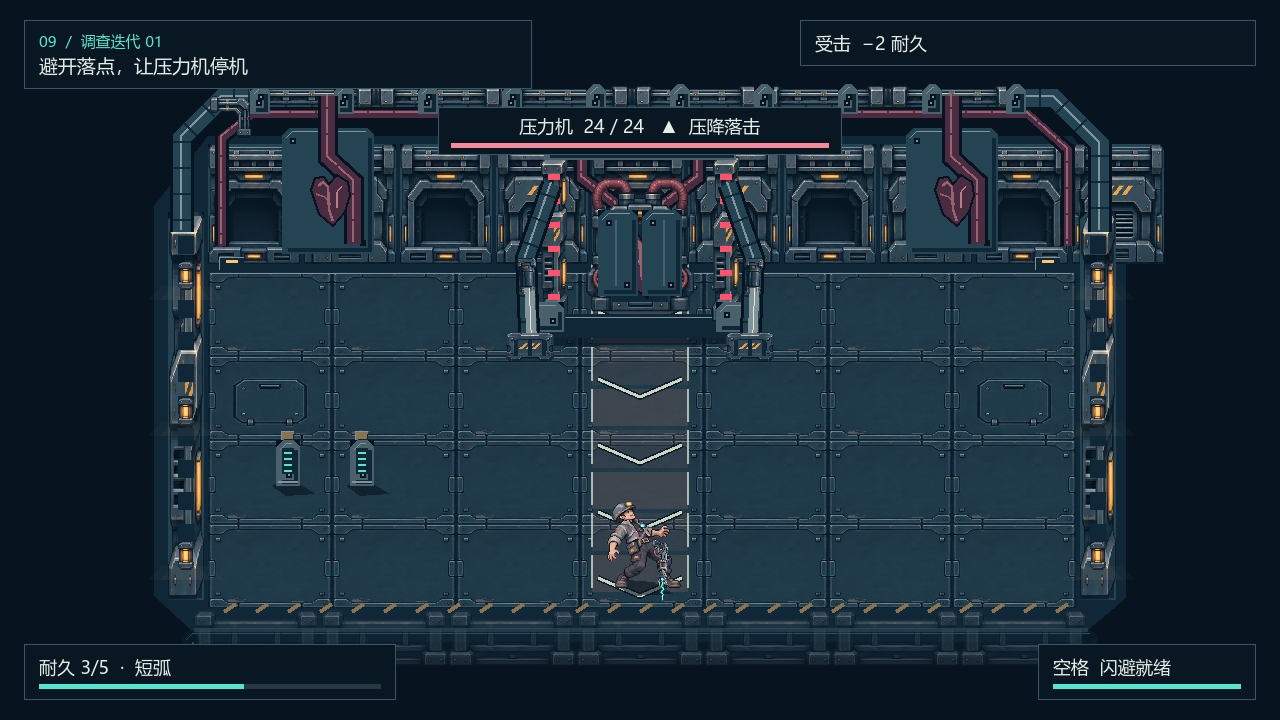 09 / 调查迭代 01
避开落点，让压力机停机
受击 −2 耐久
压力机 24 / 24 ▲ 压降落击
耐久 3/5 · 短弧
空格 闪避就绪